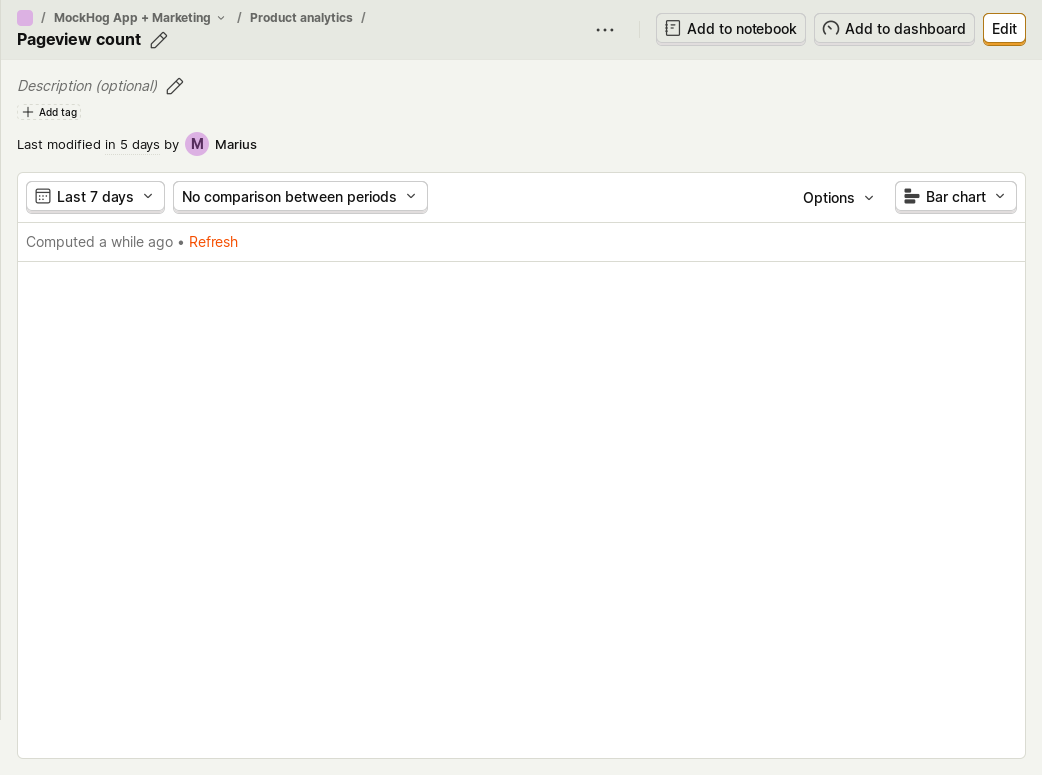 / MockHog App + Marketing / Product analytics /
Pageview count
Add to notebook
Add to dashboard
Edit
Description (optional)
Add tag
Last modified in 5 days by M Marius
Last 7 days
No comparison between periods
Options
Bar chart
Computed a while ago • Refresh